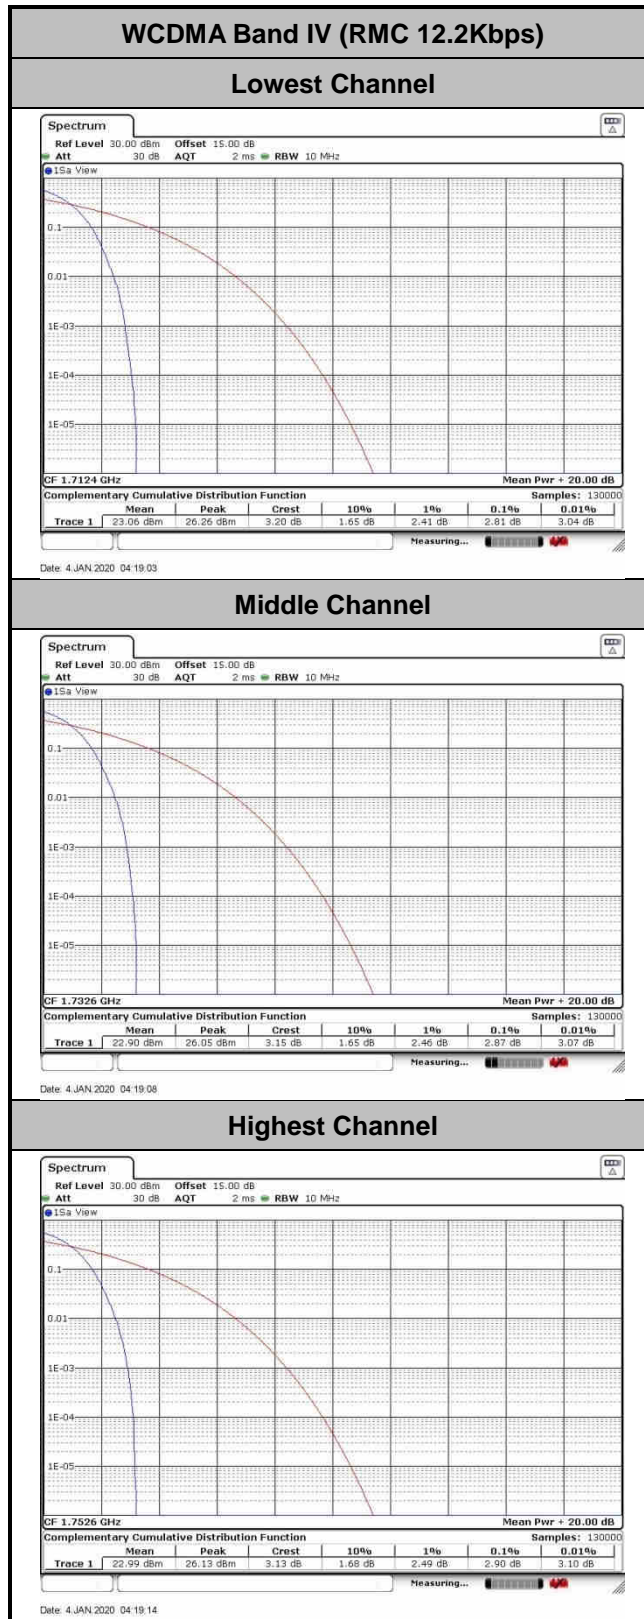 WCDMA Band IV (RMC 12.2Kbps)
Lowest Channel
Spectrum
Ref Level 30.00 dBm Offset 15.00 dB
Att 30 dB AQT 2 ms RBW 10 MHz
1Sa View
0.1
0.01
1E-03
1E-04
1E-05
CF 1.7124 GHz Mean Pwr + 20.00 dB
Complementary Cumulative Distribution Function Samples: 130000
Mean Peak Crest 10% 1% 0.1% 0.01%
Trace 1 23.06 dBm 26.26 dBm 3.20 dB 1.65 dB 2.41 dB 2.81 dB 3.04 dB
Measuring...
Date: 4.JAN.2020 04:19:03
Middle Channel
Spectrum
Ref Level 30.00 dBm Offset 15.00 dB
Att 30 dB AQT 2 ms RBW 10 MHz
1Sa View
0.1
0.01
1E-03
1E-04
1E-05
CF 1.7326 GHz Mean Pwr + 20.00 dB
Complementary Cumulative Distribution Function Samples: 130000
Mean Peak Crest 10% 1% 0.1% 0.01%
Trace 1 22.90 dBm 26.05 dBm 3.15 dB 1.65 dB 2.46 dB 2.87 dB 3.07 dB
Measuring...
Date: 4.JAN.2020 04:19:08
Highest Channel
Spectrum
Ref Level 30.00 dBm Offset 15.00 dB
Att 30 dB AQT 2 ms RBW 10 MHz
1Sa View
0.1
0.01
1E-03
1E-04
1E-05
CF 1.7526 GHz Mean Pwr + 20.00 dB
Complementary Cumulative Distribution Function Samples: 130000
Mean Peak Crest 10% 1% 0.1% 0.01%
Trace 1 22.99 dBm 26.13 dBm 3.13 dB 1.68 dB 2.49 dB 2.90 dB 3.10 dB
Measuring...
Date: 4.JAN.2020 04:19:14